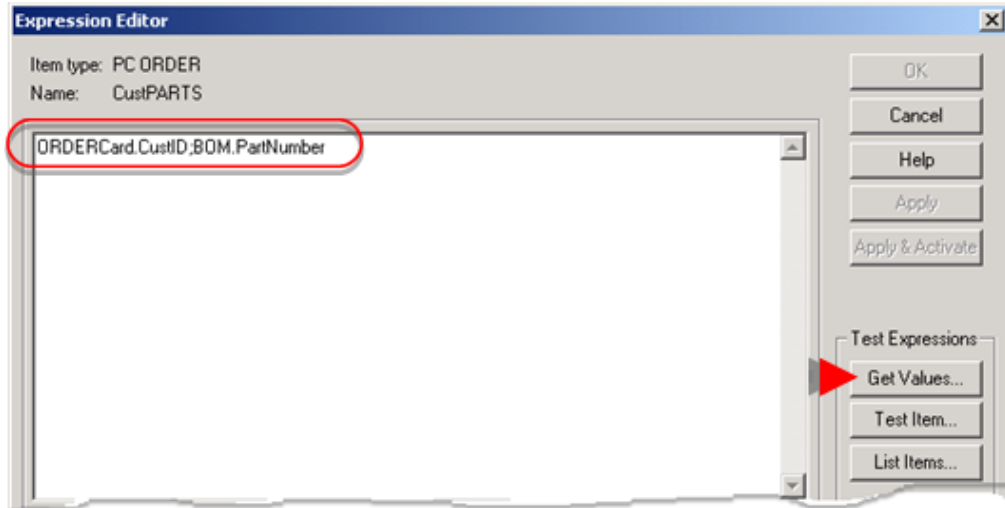 Expression Editor
Item type: PC ORDER
Name: CustPARTS
ORDERCard.CustID;BOM.PartNumber
OK
Cancel
Help
Apply
Apply & Activate
Test Expressions
Get Values...
Test Item...
List Items...